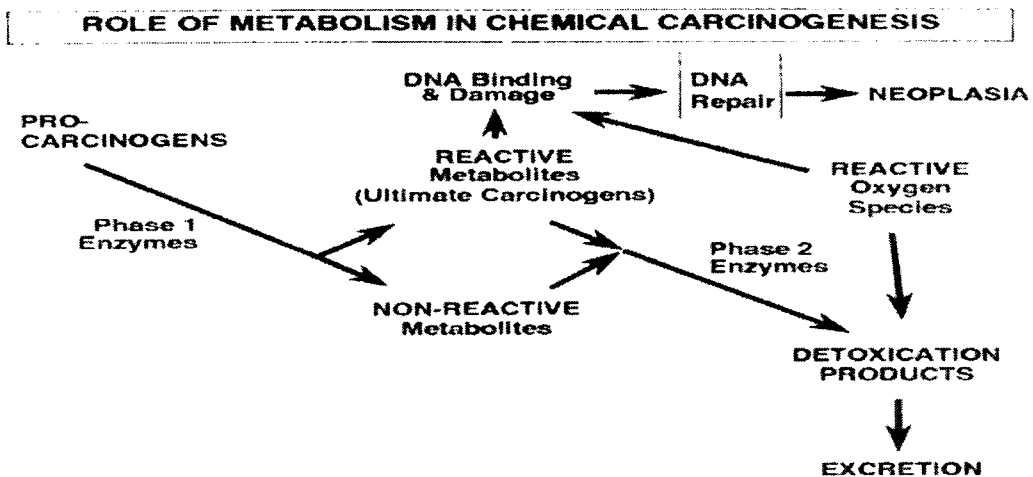 ROLE OF METABOLISM IN CHEMICAL CARCINOGENESIS
DNA Binding
& Damage
DNA
Repair
NEOPLASIA
PRO-
CARCINOGENS
REACTIVE
Metabolites
(Ultimate Carcinogens)
REACTIVE
Oxygen
Species
Phase 1
Enzymes
Phase 2
Enzymes
NON-REACTIVE
Metabolites
DETOXICATION
PRODUCTS
EXCRETION